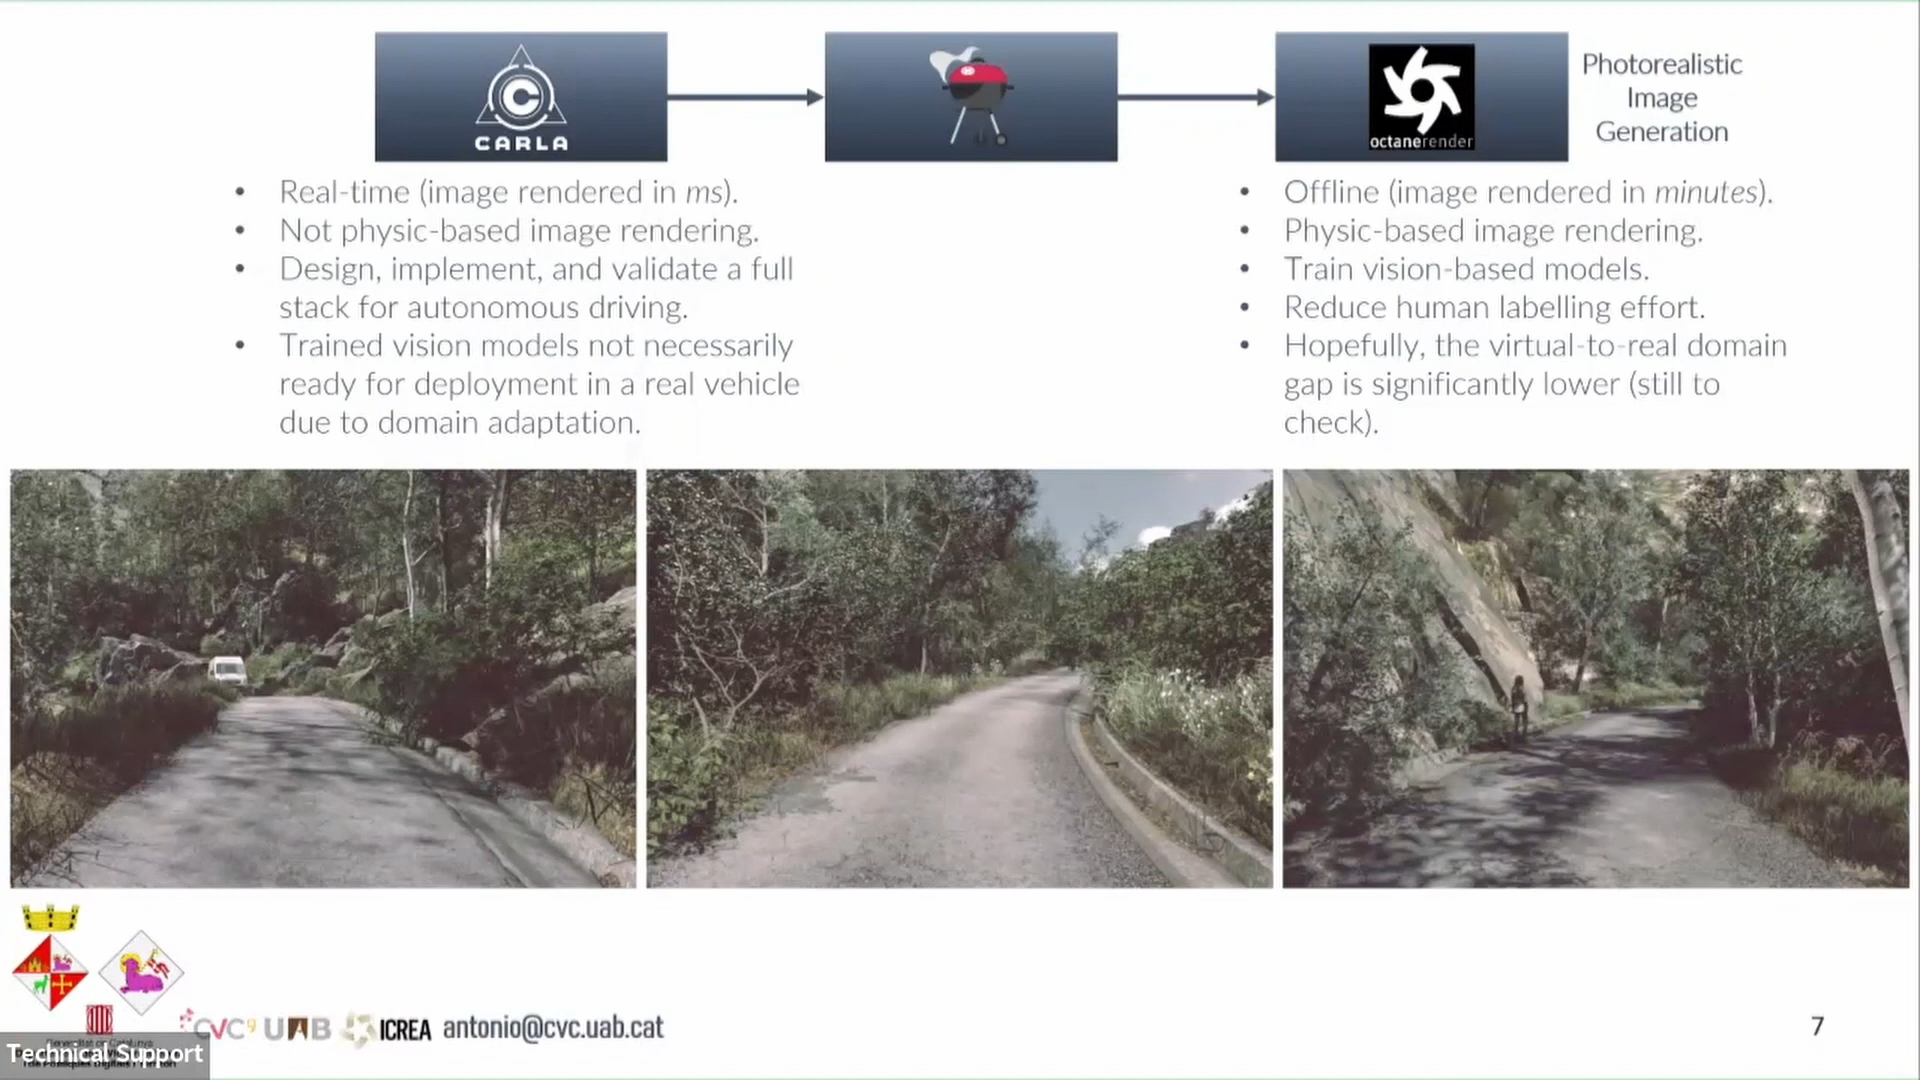 CARLA
octanerender
Photorealistic
Image
Generation
• Real-time (image rendered in ms).
• Not physic-based image rendering.
• Design, implement, and validate a full
stack for autonomous driving.
• Trained vision models not necessarily
ready for deployment in a real vehicle
due to domain adaptation.
• Offline (image rendered in minutes).
• Physic-based image rendering.
• Train vision-based models.
• Reduce human labelling effort.
• Hopefully, the virtual-to-real domain
gap is significantly lower (still to
check).
CVC UAB ICREA antonio@cvc.uab.cat
7
Technical Support